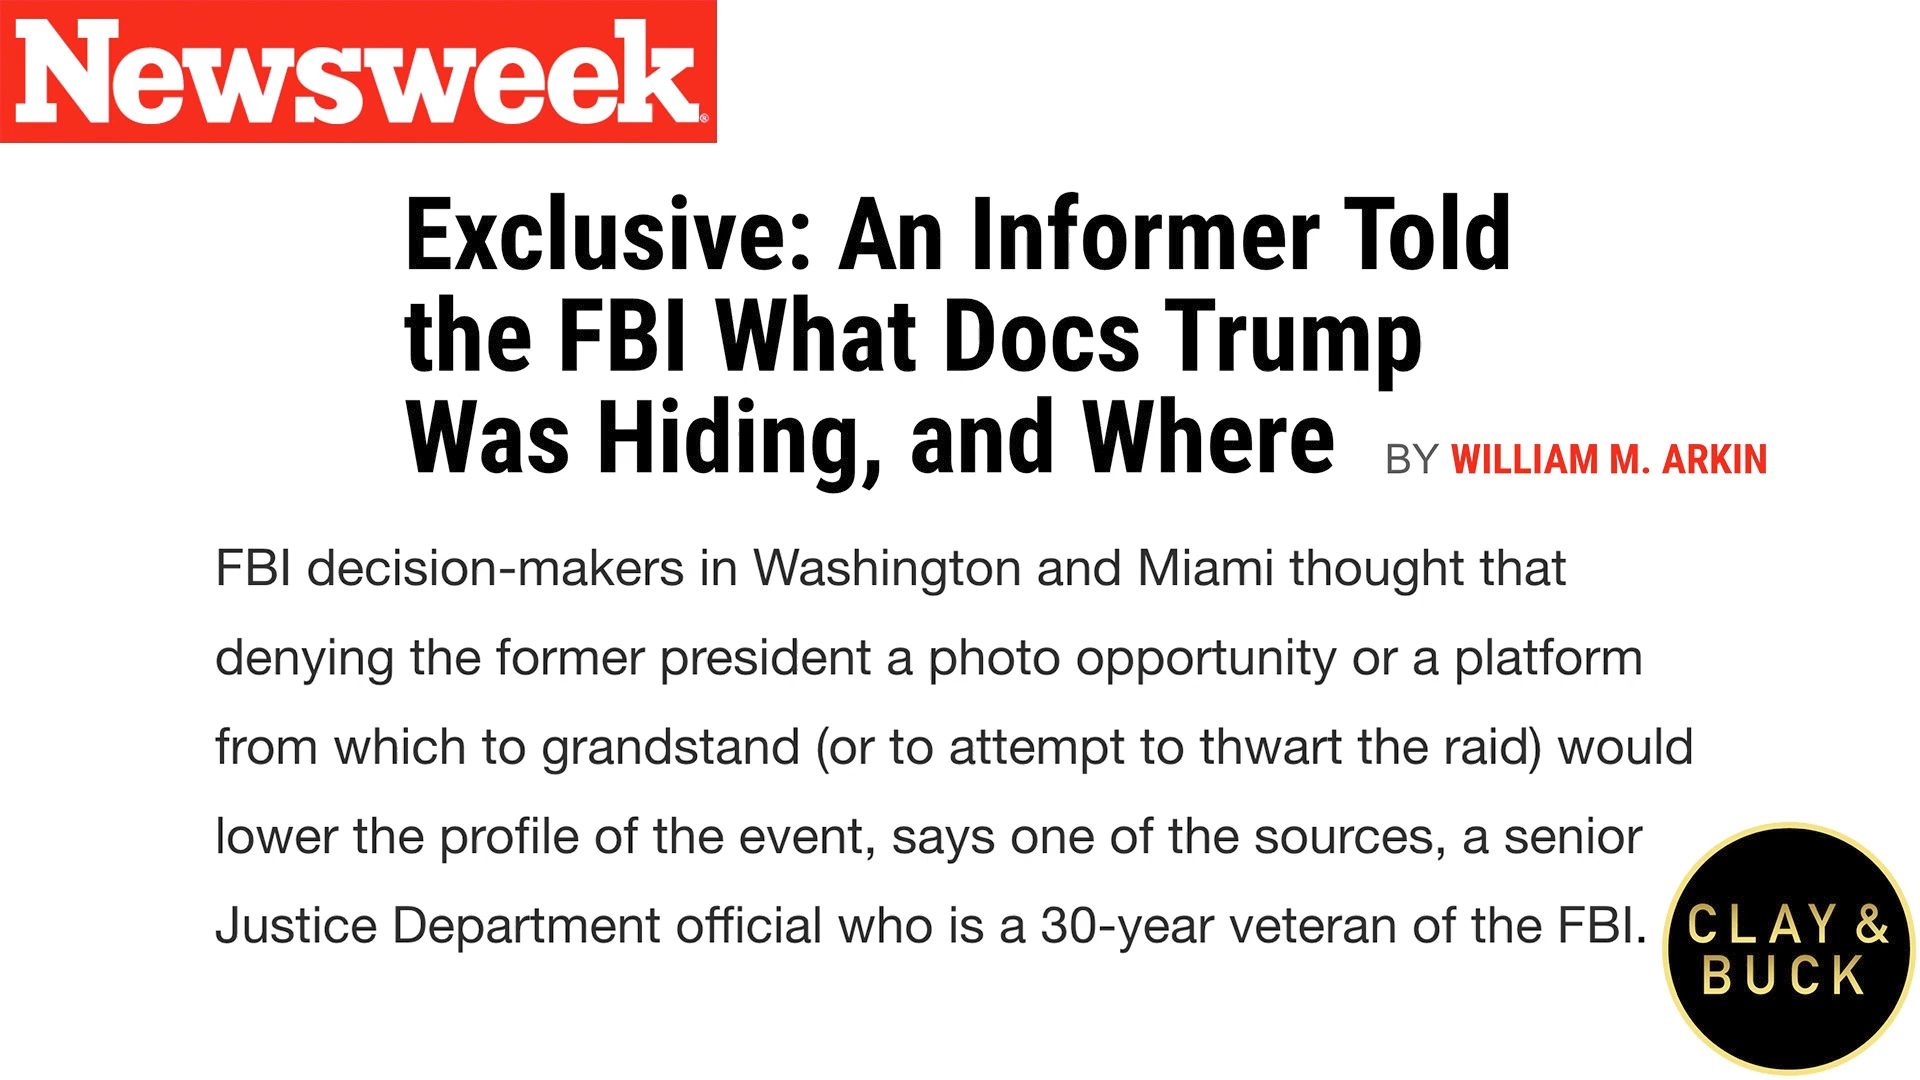 Newsweek®
Exclusive: An Informer Told
the FBI What Docs Trump
Was Hiding, and Where
BY WILLIAM M. ARKIN
FBI decision-makers in Washington and Miami thought that
denying the former president a photo opportunity or a platform
from which to grandstand (or to attempt to thwart the raid) would
lower the profile of the event, says one of the sources, a senior
Justice Department official who is a 30-year veteran of the FBI.
CLAY &
BUCK